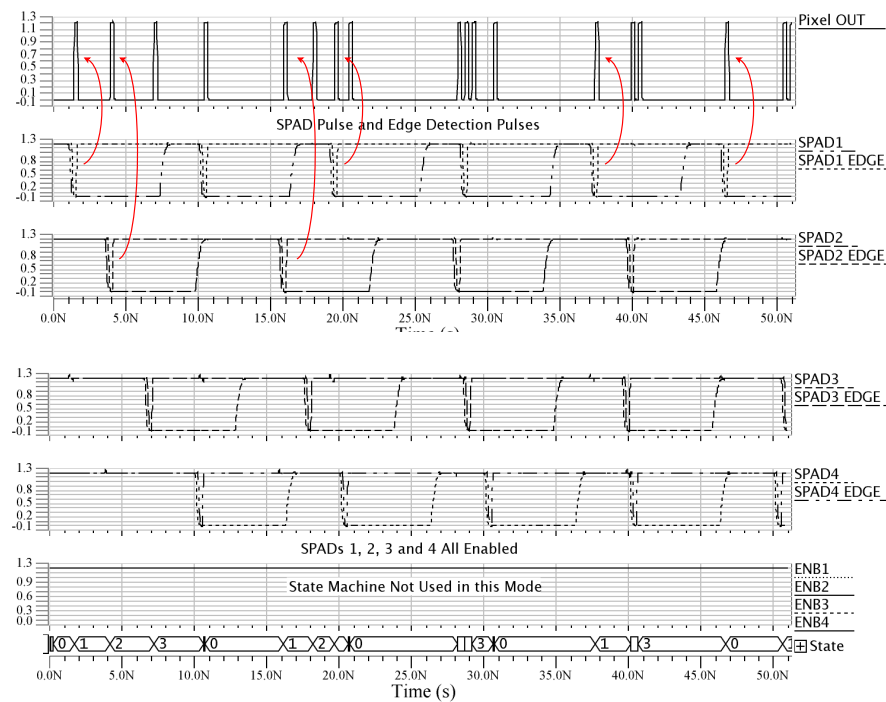 1.3
1.1
0.9
0.7
0.5
0.3
0.1
-0.1
Pixel OUT
SPAD Pulse and Edge Detection Pulses
1.3
0.8
0.5
0.2
-0.1
SPAD1
SPAD1 EDGE
1.3
0.8
0.5
0.2
-0.1
SPAD2
SPAD2 EDGE
0.0N 5.0N 10.0N 15.0N 20.0N 25.0N 30.0N 35.0N 40.0N 45.0N 50.0N
Time (s)
1.3
0.8
0.5
0.2
-0.1
SPAD3
SPAD3 EDGE
1.3
0.8
0.5
0.2
-0.1
SPAD4
SPAD4 EDGE
SPADs 1, 2, 3 and 4 All Enabled
1.3
1.1
0.9
0.6
0.4
0.3
0.0
State Machine Not Used in this Mode
ENB1
ENB2
ENB3
ENB4
0 1 2 3 0 1 2 0 3 0 1 3 0
State
0.0N 5.0N 10.0N 15.0N 20.0N 25.0N 30.0N 35.0N 40.0N 45.0N 50.0N
Time (s)